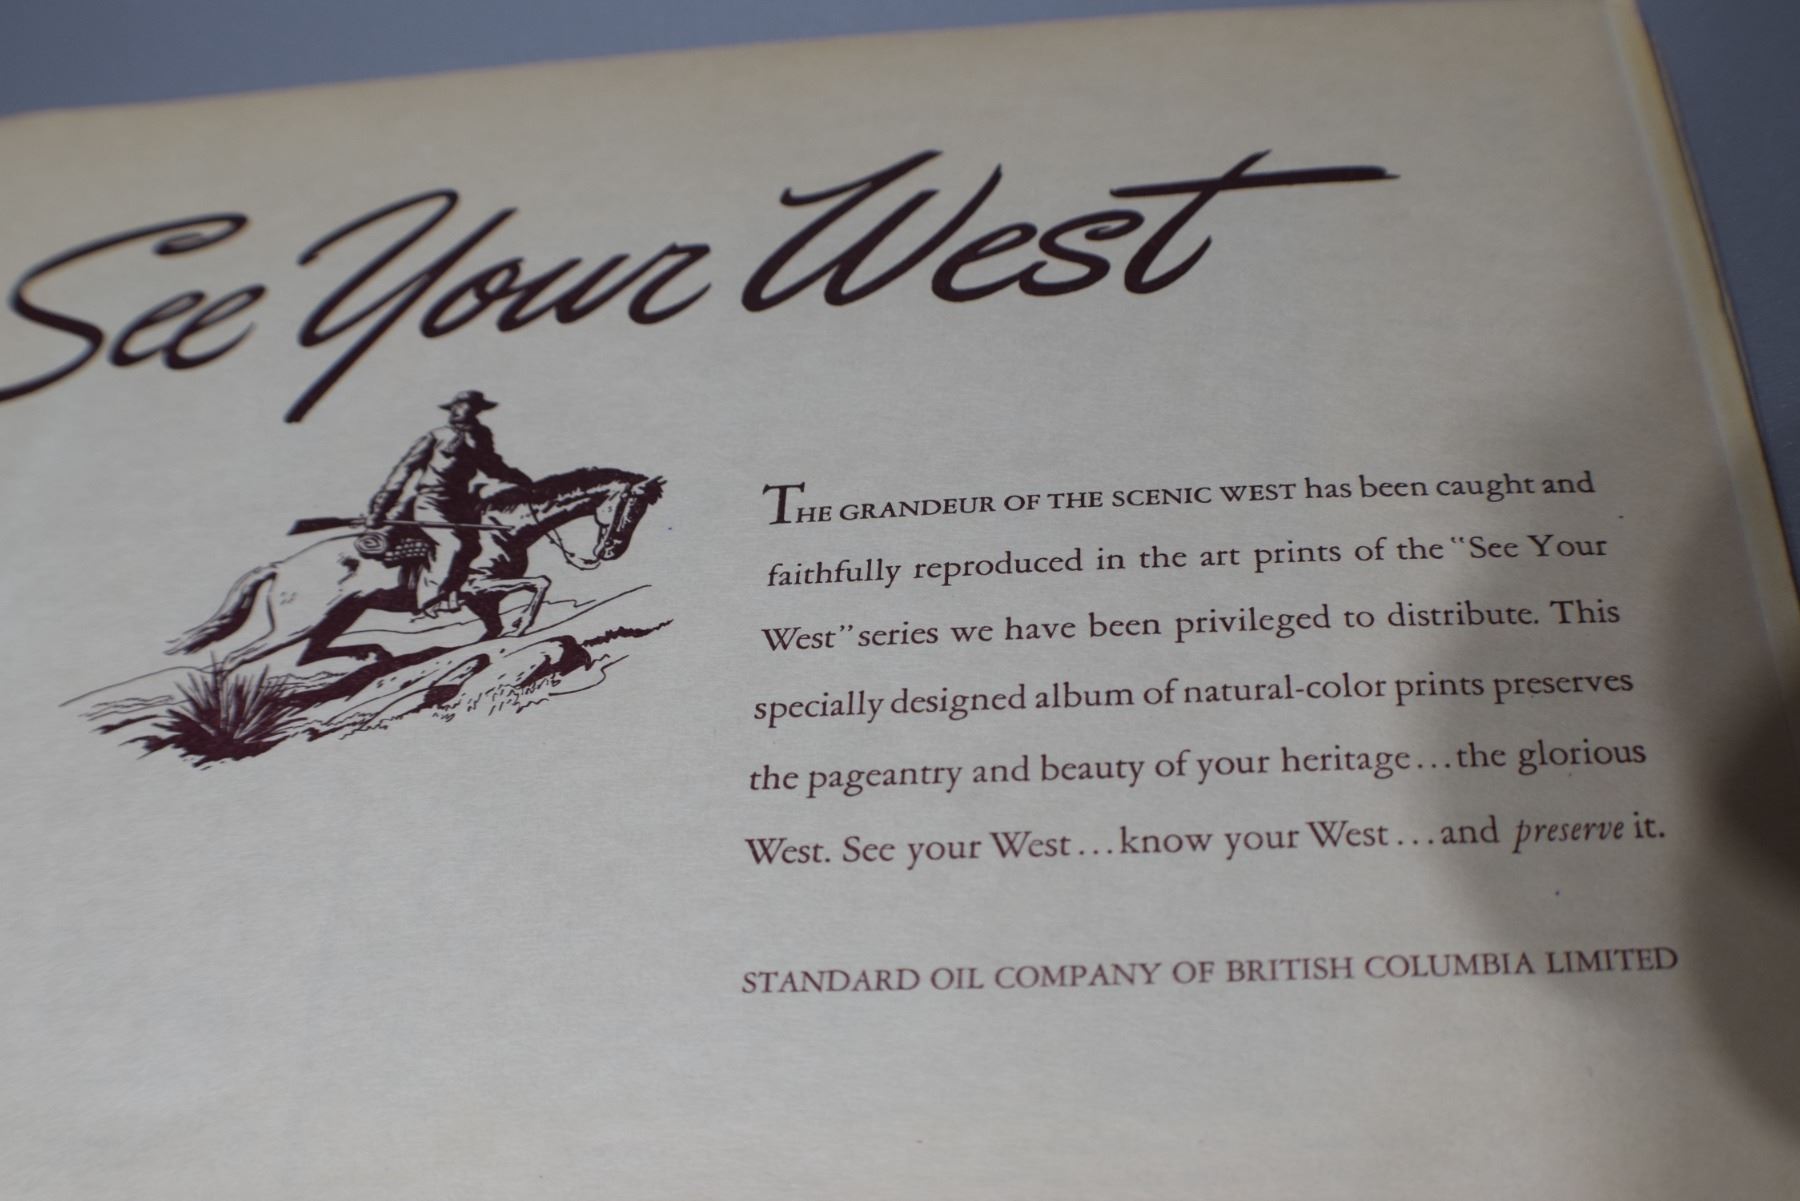 See Your West
THE GRANDEUR OF THE SCENIC WEST has been caught and
faithfully reproduced in the art prints of the "See Your
West" series we have been privileged to distribute. This
specially designed album of natural-color prints preserves
the pageantry and beauty of your heritage...the glorious
West. See your West...know your West...and preserve it.
STANDARD OIL COMPANY OF BRITISH COLUMBIA LIMITED